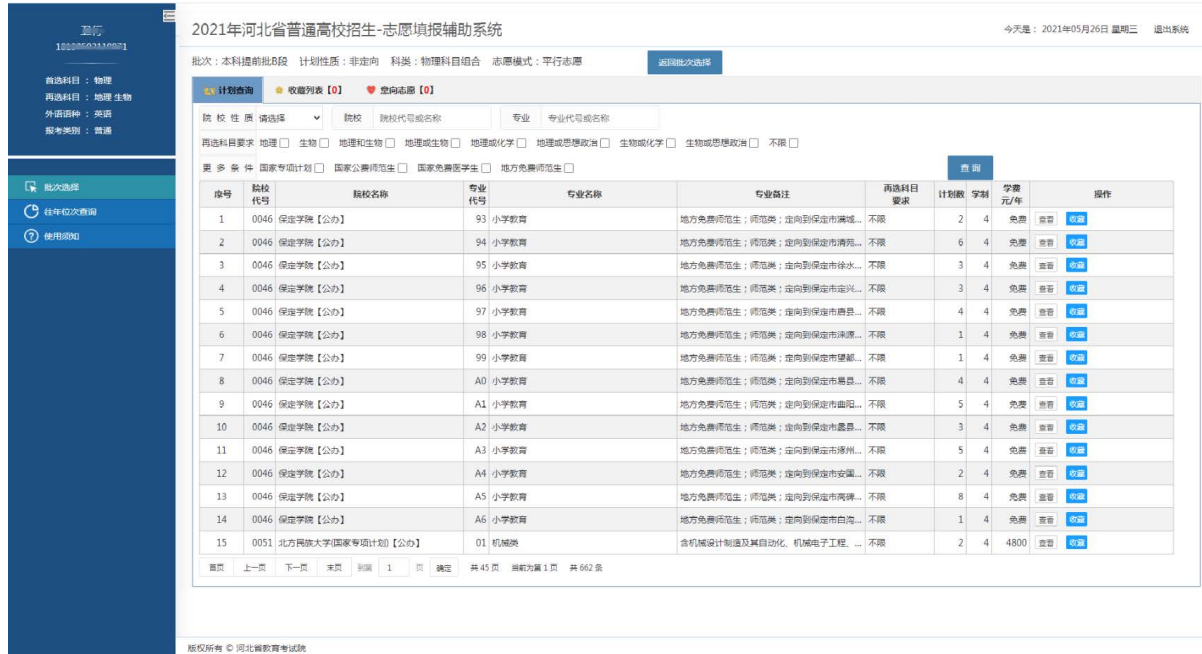 2021年河北省普通高校招生-志愿填报辅助系统
今天是： 2021年05月26日 星期三 退出系统
首选科目 ： 物理
再选科目 ： 地理 生物
外语语种 ： 英语
报考类别 ： 普通
批次选择
往年位次查询
使用须知
批次：本科提前批B段 计划性质：非定向 科类：物理科目组合 志愿模式：平行志愿 返回批次选择
计划查询 收藏列表【0】 意向志愿【0】
院 校 性 质 请选择 院校 院校代号或名称 专业 专业代号或名称
再选科目要求 地理 生物 地理和生物 地理或生物 地理或化学 地理或思想政治 生物或化学 生物或思想政治 不限
更 多 条 件 国家专项计划 国家公费师范生 国家免费医学生 地方免费师范生 查 询
序号 院校代号 院校名称 专业代号 专业名称 专业备注 再选科目要求 计划数 学制 学费元/年 操作
1 0046 保定学院【公办】 93 小学教育 地方免费师范生；师范类；定向到保定市满城... 不限 2 4 免费 查看 收藏
2 0046 保定学院【公办】 94 小学教育 地方免费师范生；师范类；定向到保定市清苑... 不限 6 4 免费 查看 收藏
3 0046 保定学院【公办】 95 小学教育 地方免费师范生；师范类；定向到保定市徐水... 不限 3 4 免费 查看 收藏
4 0046 保定学院【公办】 96 小学教育 地方免费师范生；师范类；定向到保定市定兴... 不限 3 4 免费 查看 收藏
5 0046 保定学院【公办】 97 小学教育 地方免费师范生；师范类；定向到保定市唐县... 不限 4 4 免费 查看 收藏
6 0046 保定学院【公办】 98 小学教育 地方免费师范生；师范类；定向到保定市涞源... 不限 1 4 免费 查看 收藏
7 0046 保定学院【公办】 99 小学教育 地方免费师范生；师范类；定向到保定市望都... 不限 1 4 免费 查看 收藏
8 0046 保定学院【公办】 A0 小学教育 地方免费师范生；师范类；定向到保定市易县... 不限 4 4 免费 查看 收藏
9 0046 保定学院【公办】 A1 小学教育 地方免费师范生；师范类；定向到保定市曲阳... 不限 5 4 免费 查看 收藏
10 0046 保定学院【公办】 A2 小学教育 地方免费师范生；师范类；定向到保定市蠡县... 不限 3 4 免费 查看 收藏
11 0046 保定学院【公办】 A3 小学教育 地方免费师范生；师范类；定向到保定市涿州... 不限 5 4 免费 查看 收藏
12 0046 保定学院【公办】 A4 小学教育 地方免费师范生；师范类；定向到保定市安国... 不限 2 4 免费 查看 收藏
13 0046 保定学院【公办】 A5 小学教育 地方免费师范生；师范类；定向到保定市高碑... 不限 8 4 免费 查看 收藏
14 0046 保定学院【公办】 A6 小学教育 地方免费师范生；师范类；定向到保定市白沟... 不限 1 4 免费 查看 收藏
15 0051 北方民族大学(国家专项计划)【公办】 01 机械类 含机械设计制造及其自动化、机械电子工程、... 不限 2 4 4800 查看 收藏
首页 上一页 下一页 末页 到第 1 页 确定 共 45 页 当前为第 1 页 共 662 条
版权所有 © 河北省教育考试院